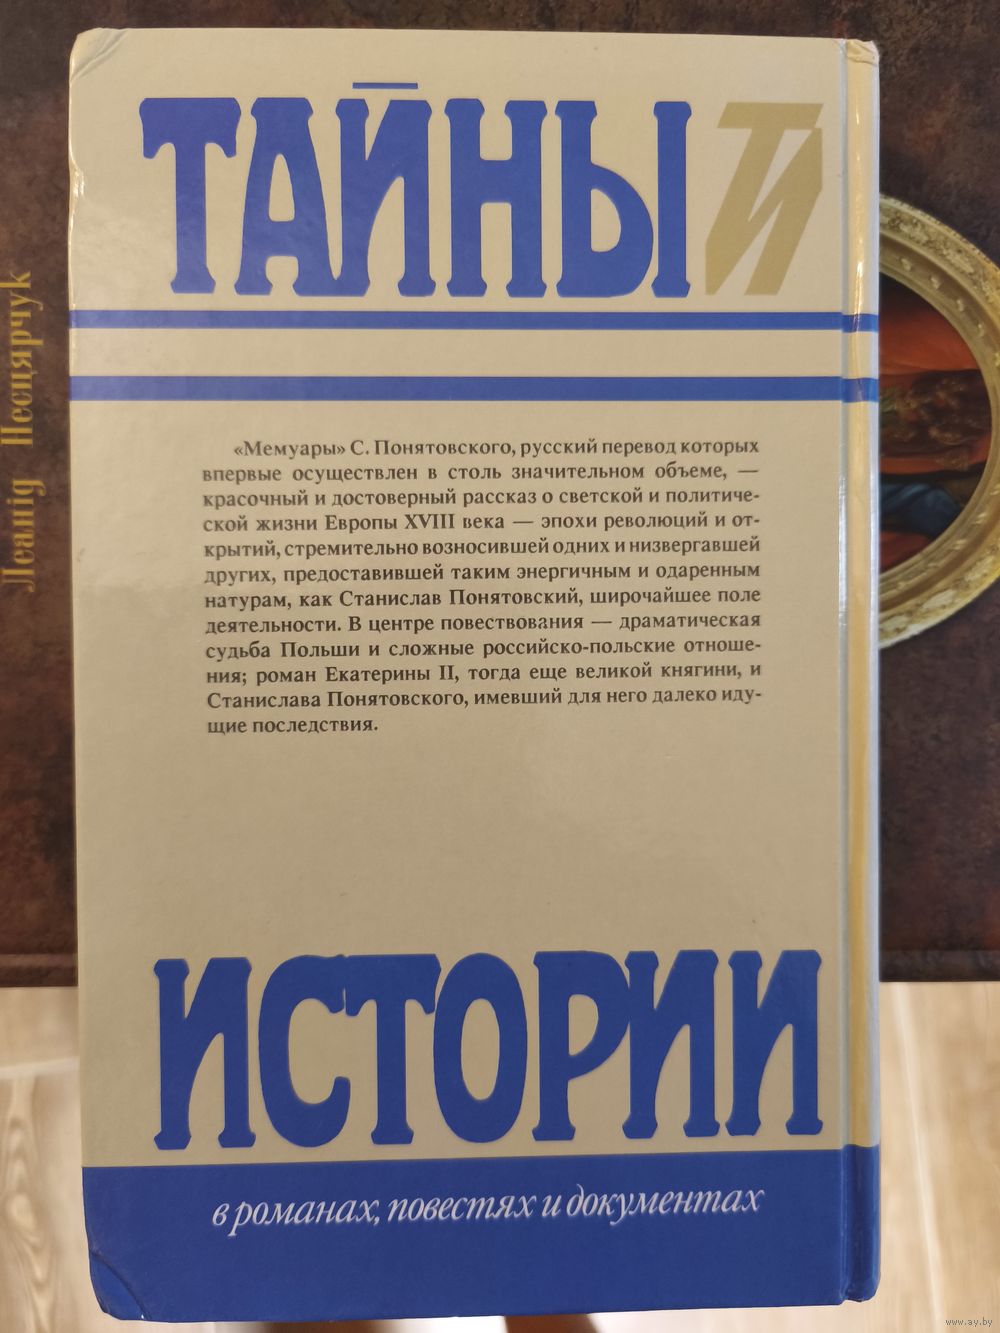 ТАЙНЫ
ТИ
«Мемуары» С. Понятовского, русский перевод которых
впервые осуществлен в столь значительном объеме, —
красочный и достоверный рассказ о светской и политиче-
ской жизни Европы XVIII века — эпохи революций и от-
крытий, стремительно возносившей одних и низвергавшей
других, предоставившей таким энергичным и одаренным
натурам, как Станислав Понятовский, широчайшее поле
деятельности. В центре повествования — драматическая
судьба Польши и сложные российско-польские отноше-
ния; роман Екатерины II, тогда еще великой княгини, и
Станислава Понятовского, имевший для него далеко иду-
щие последствия.
ИСТОРИИ
в романах, повестях и документах
Леанід Несцярчук
www.ay.by